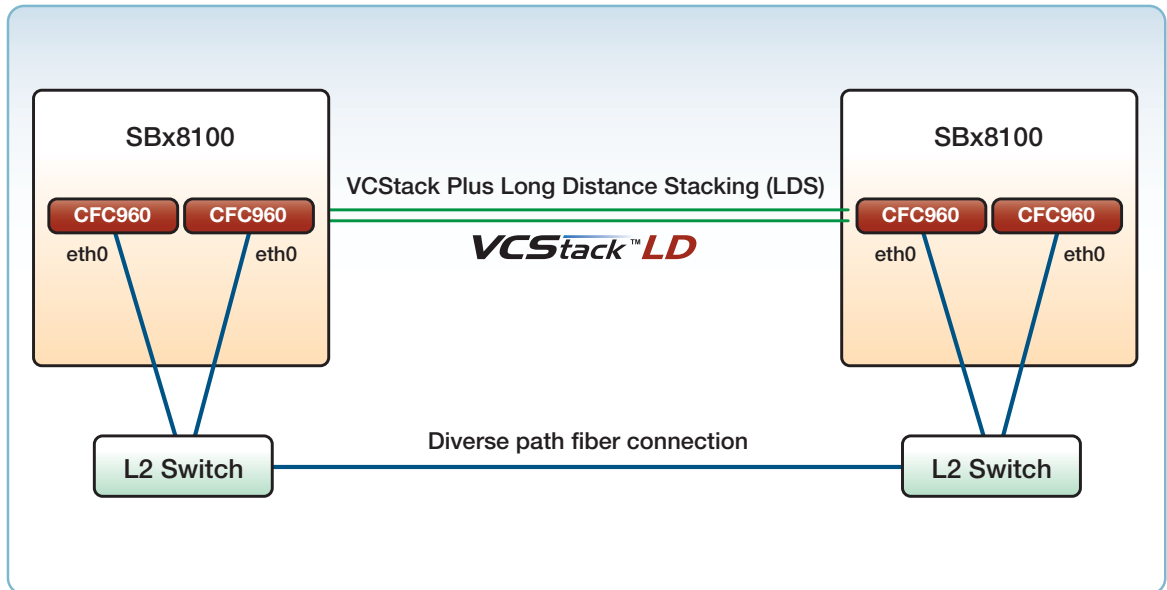 SBx8100
SBx8100
VCStack Plus Long Distance Stacking (LDS)
CFC960 CFC960
CFC960 CFC960
eth0 eth0
VCStack™LD
eth0 eth0
Diverse path fiber connection
L2 Switch
L2 Switch